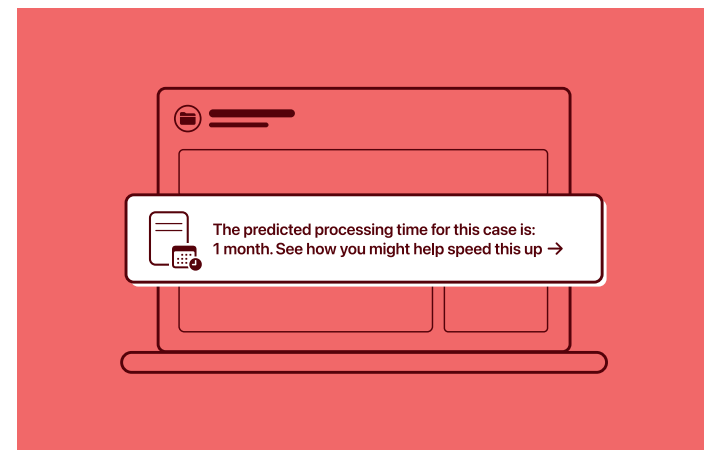 The predicted processing time for this case is:
1 month. See how you might help speed this up →